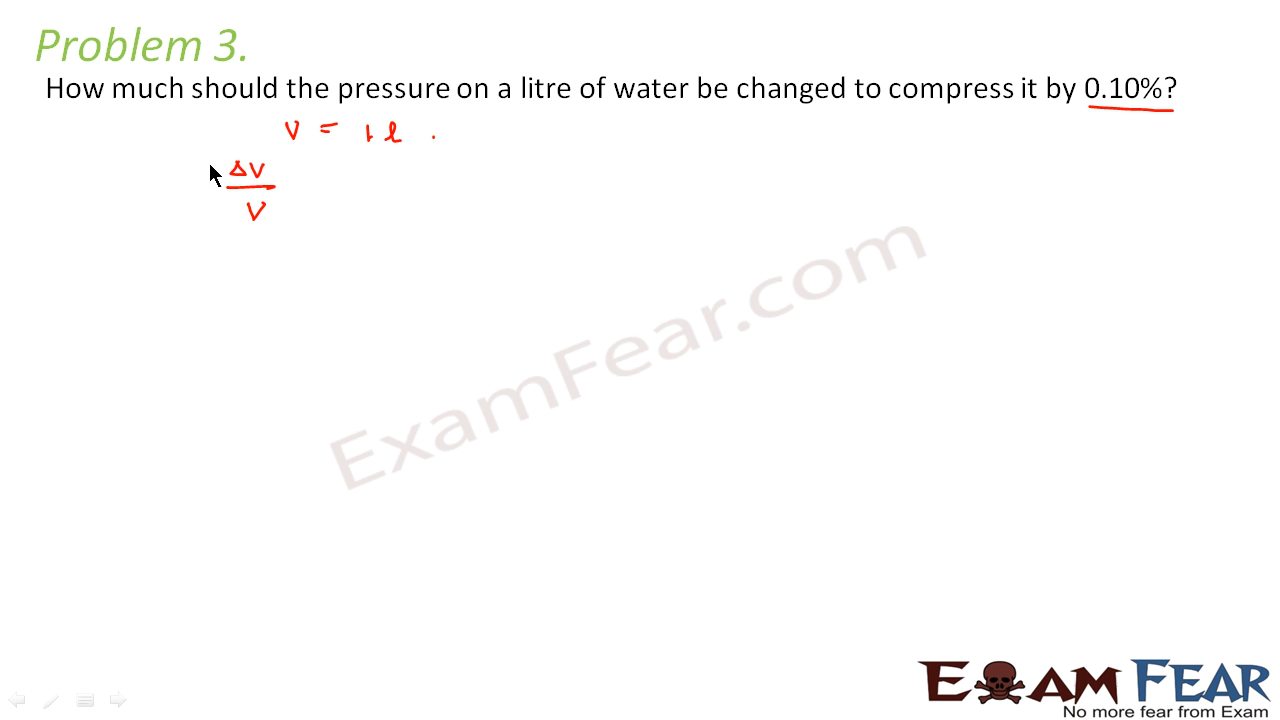 Problem 3.
How much should the pressure on a litre of water be changed to compress it by 0.10%?
V = 1 l .
ΔV
V
ExamFear.com
EXAM FEAR
No more fear from Exam